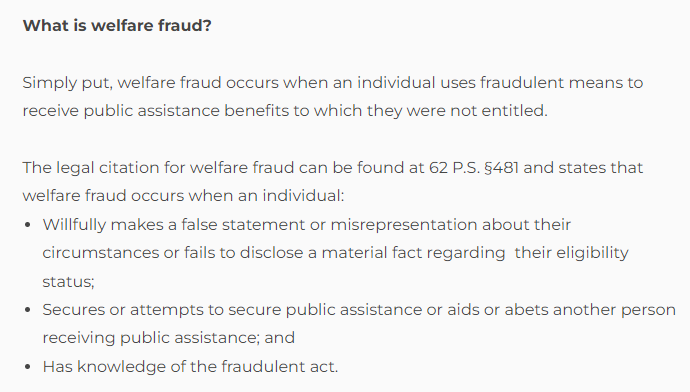 What is welfare fraud?
Simply put, welfare fraud occurs when an individual uses fraudulent means to
receive public assistance benefits to which they were not entitled.
The legal citation for welfare fraud can be found at 62 P.S. §481 and states that
welfare fraud occurs when an individual:
• Willfully makes a false statement or misrepresentation about their
circumstances or fails to disclose a material fact regarding  their eligibility
status;
• Secures or attempts to secure public assistance or aids or abets another person
receiving public assistance; and
• Has knowledge of the fraudulent act.